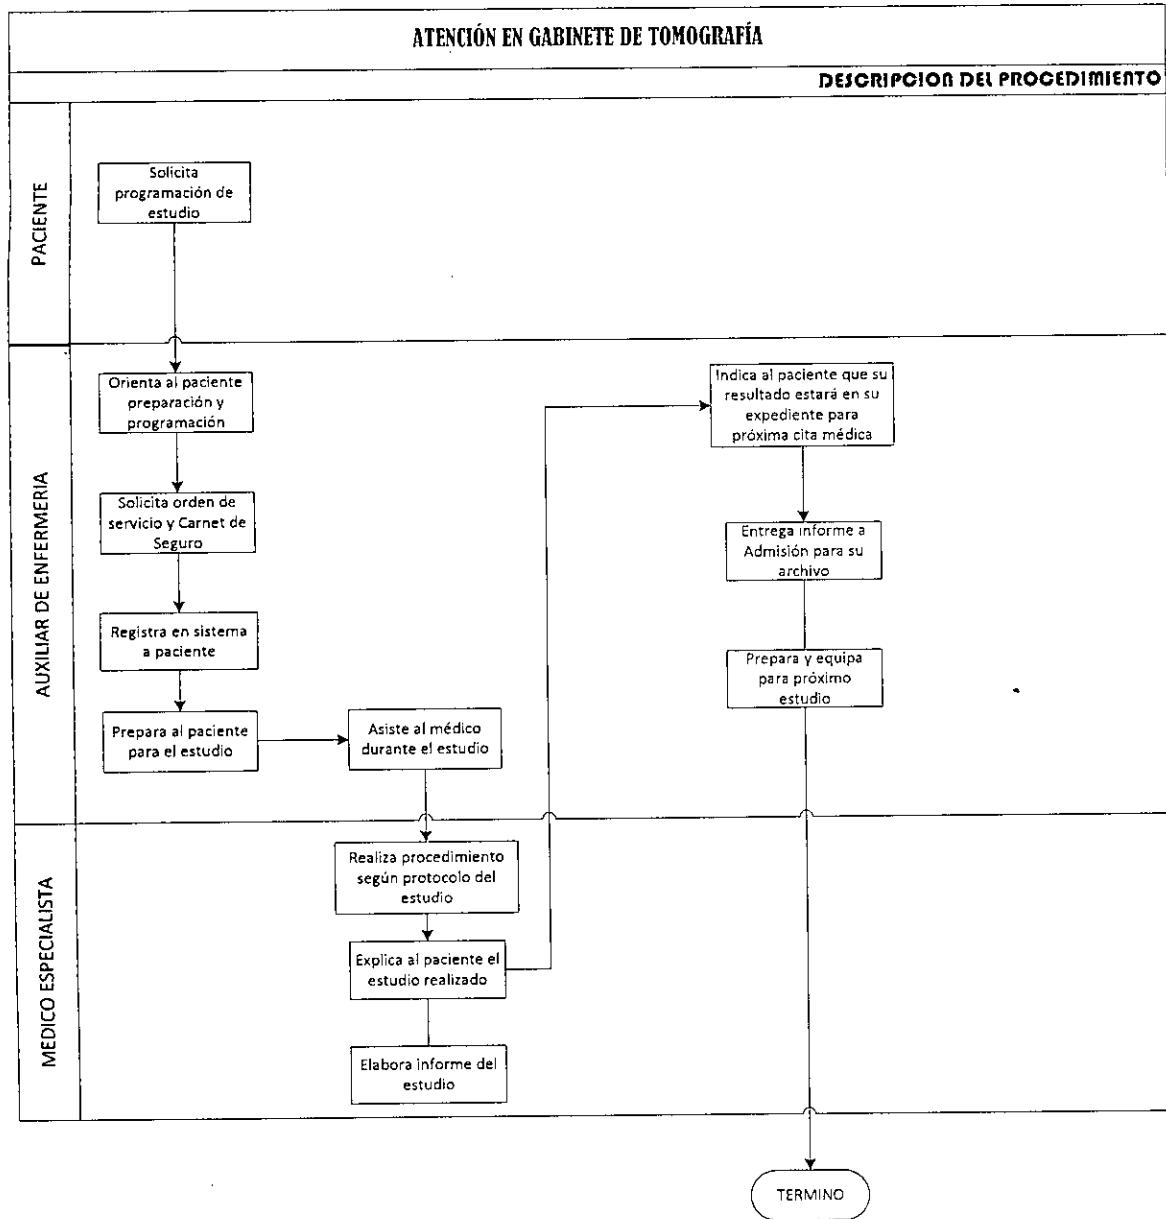 ATENCIÓN EN GABINETE DE TOMOGRAFÍA
DESCRIPCION DEL PROCEDIMIENTO
PACIENTE
Solicita
programación de
estudio
AUXILIAR DE ENFERMERIA
Orienta al paciente
preparación y
programación
Solicita orden de
servicio y Carnet de
Seguro
Registra en sistema
a paciente
Prepara al paciente
para el estudio
Asiste al médico
durante el estudio
Indica al paciente que su
resultado estará en su
expediente para
próxima cita médica
Entrega informe a
Admisión para su
archivo
Prepara y equipa
para próximo
estudio
MEDICO ESPECIALISTA
Realiza procedimiento
según protocolo del
estudio
Explica al paciente el
estudio realizado
Elabora informe del
estudio
TERMINO